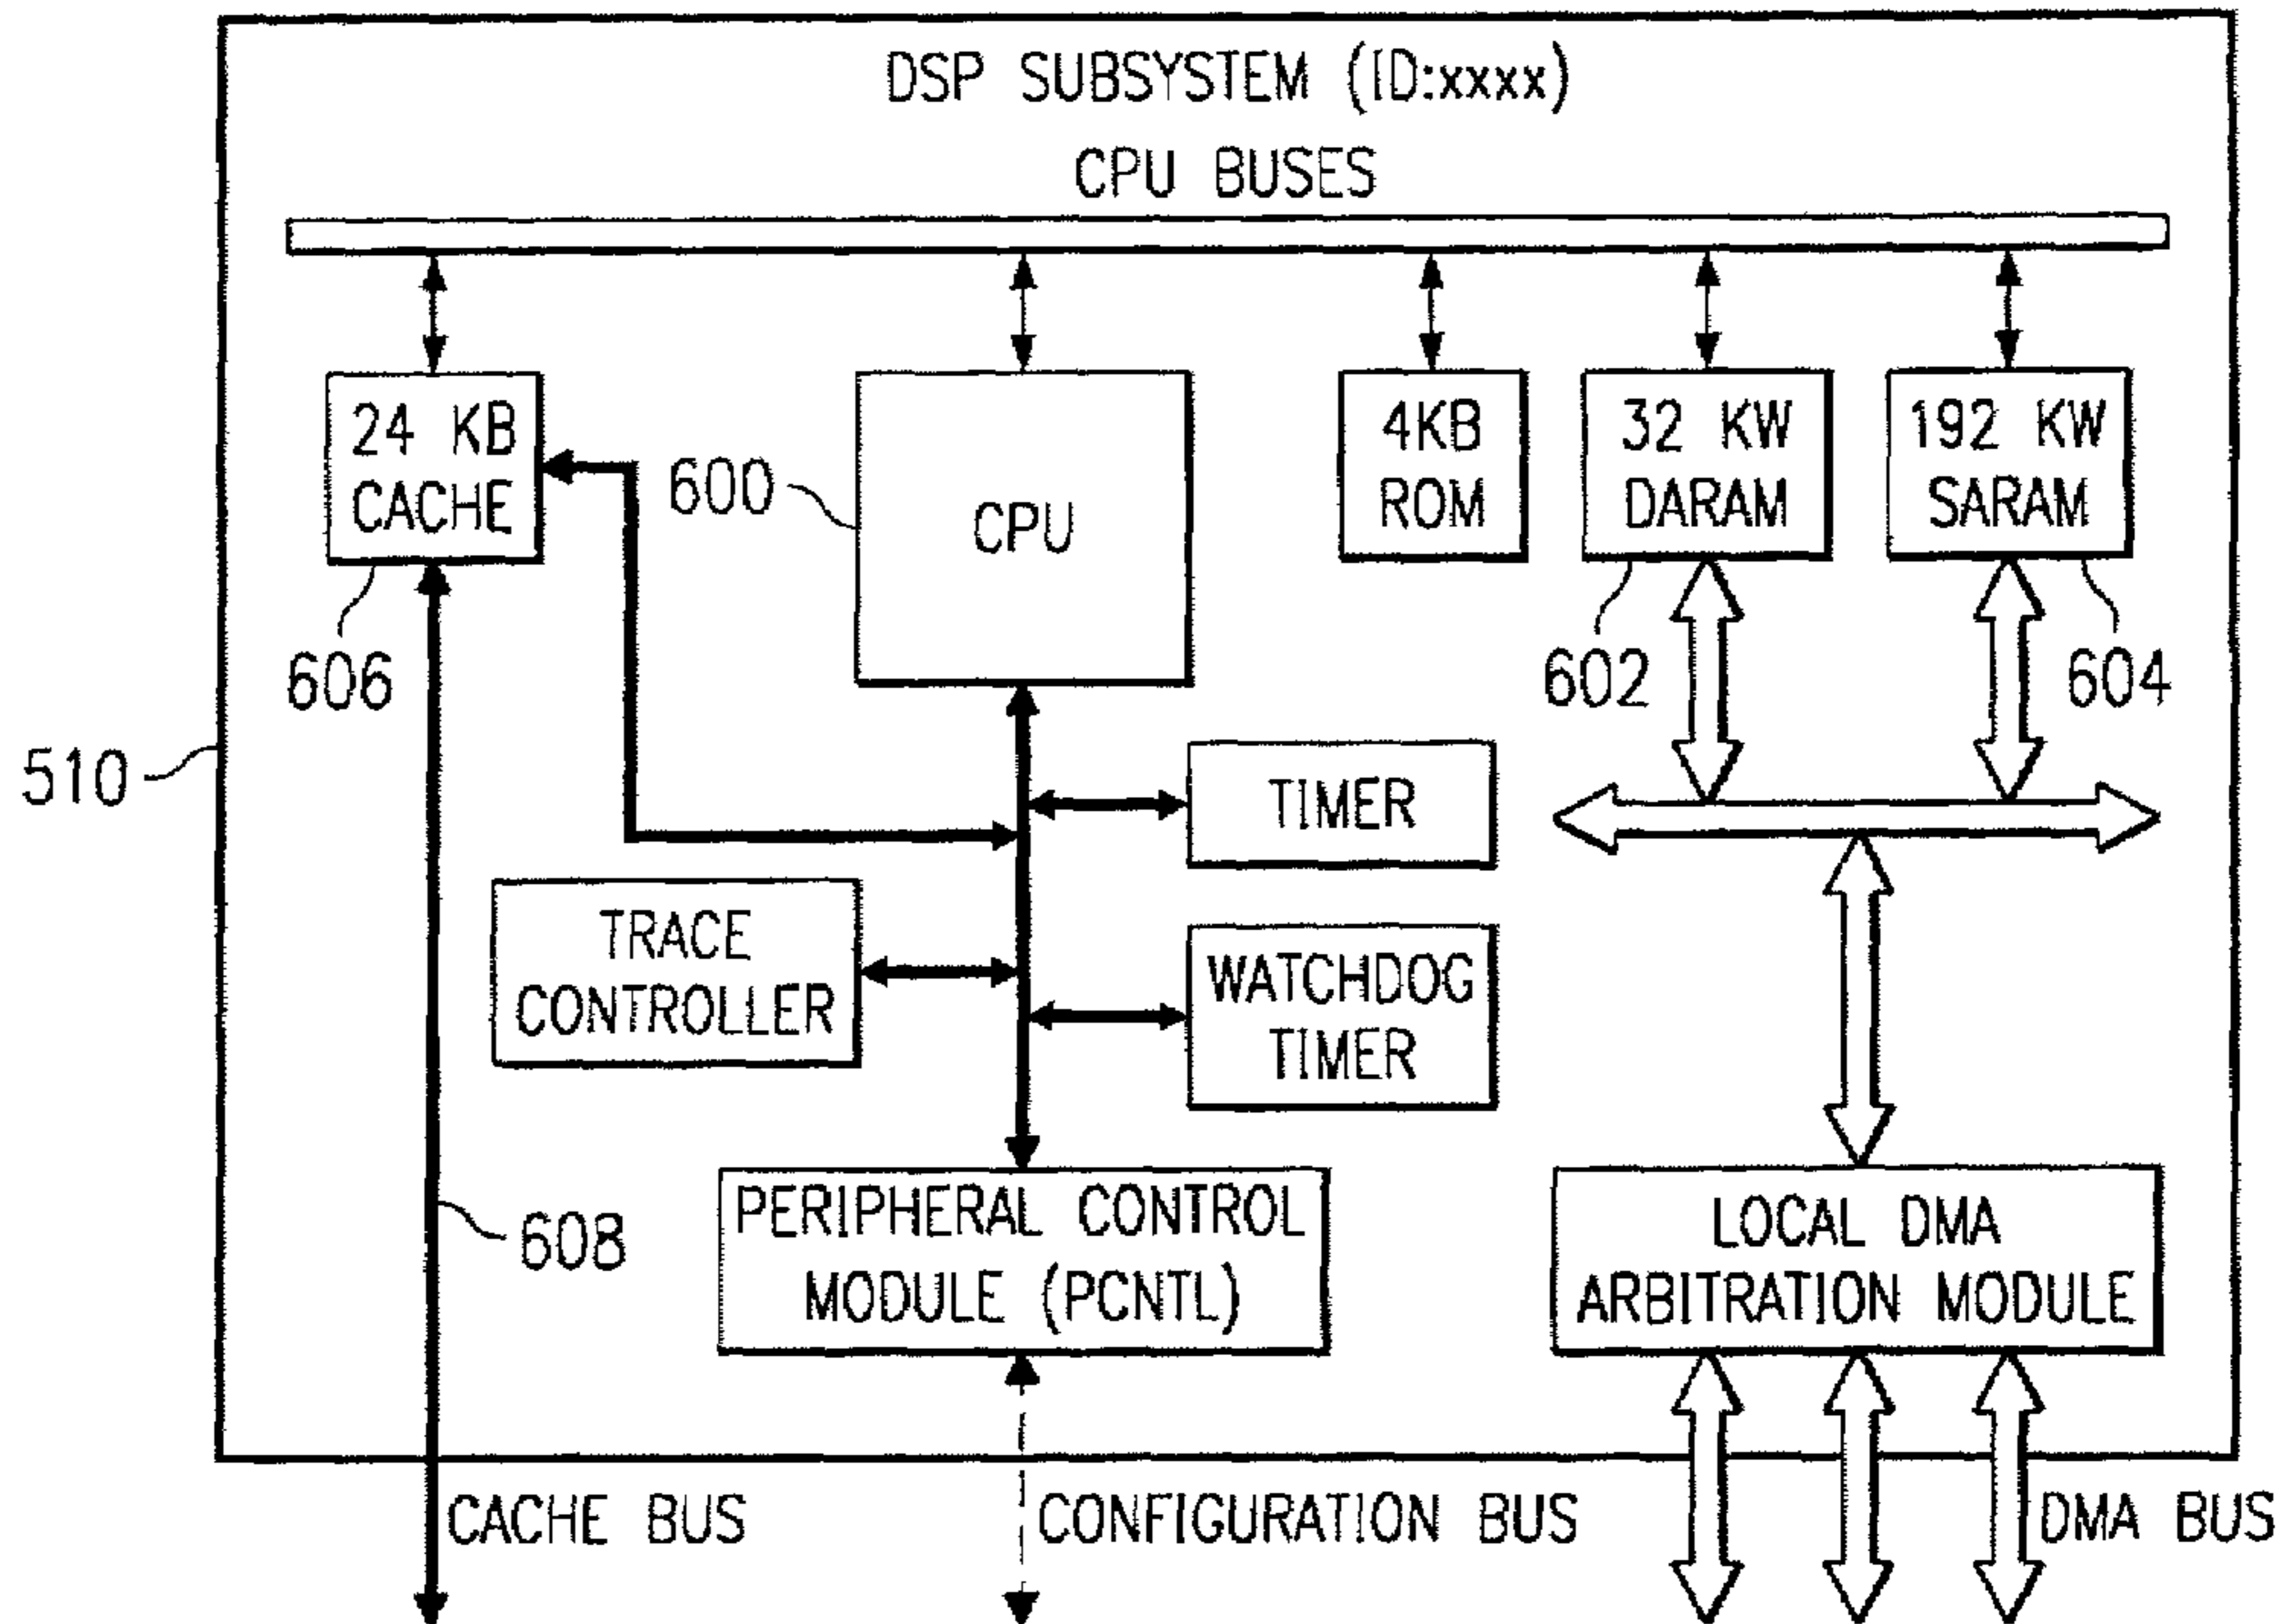 DSP SUBSYSTEM (ID:xxxx)
CPU BUSES
24 KB
CACHE
600
CPU
4KB
ROM
32 KW
DARAM
192 KW
SARAM
606
602
604
510
TIMER
TRACE
CONTROLLER
WATCHDOG
TIMER
608
PERIPHERAL CONTROL
MODULE (PCNTL)
LOCAL DMA
ARBITRATION MODULE
CACHE BUS
CONFIGURATION BUS
DMA BUS